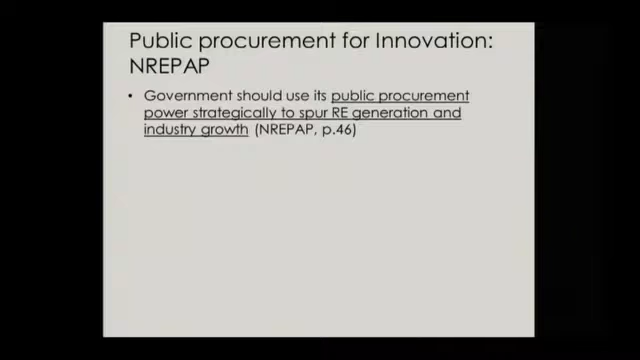 Public procurement for Innovation:
NREPAP
• Government should use its public procurement
power strategically to spur RE generation and
industry growth (NREPAP, p.46)